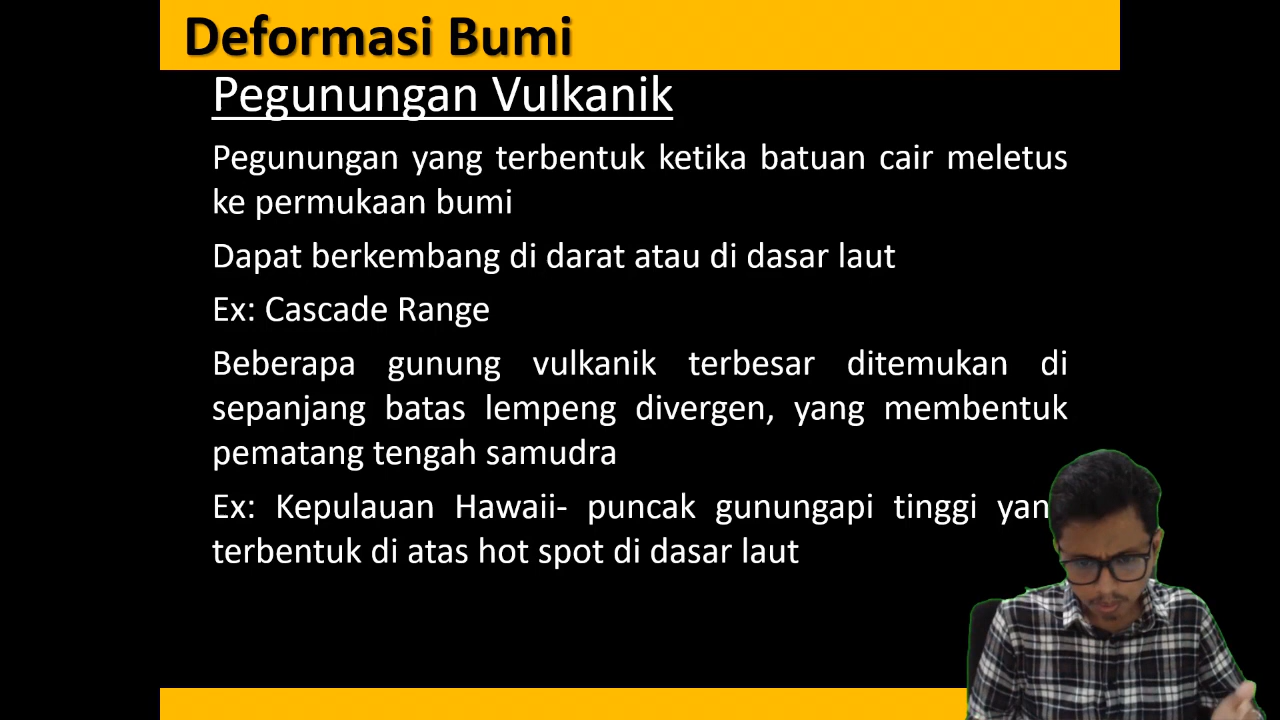 Deformasi Bumi
Pegunungan Vulkanik
Pegunungan yang terbentuk ketika batuan cair meletus
ke permukaan bumi
Dapat berkembang di darat atau di dasar laut
Ex: Cascade Range
Beberapa gunung vulkanik terbesar ditemukan di
sepanjang batas lempeng divergen, yang membentuk
pematang tengah samudra
Ex: Kepulauan Hawaii- puncak gunungapi tinggi
terbentuk di atas hot spot di dasar laut